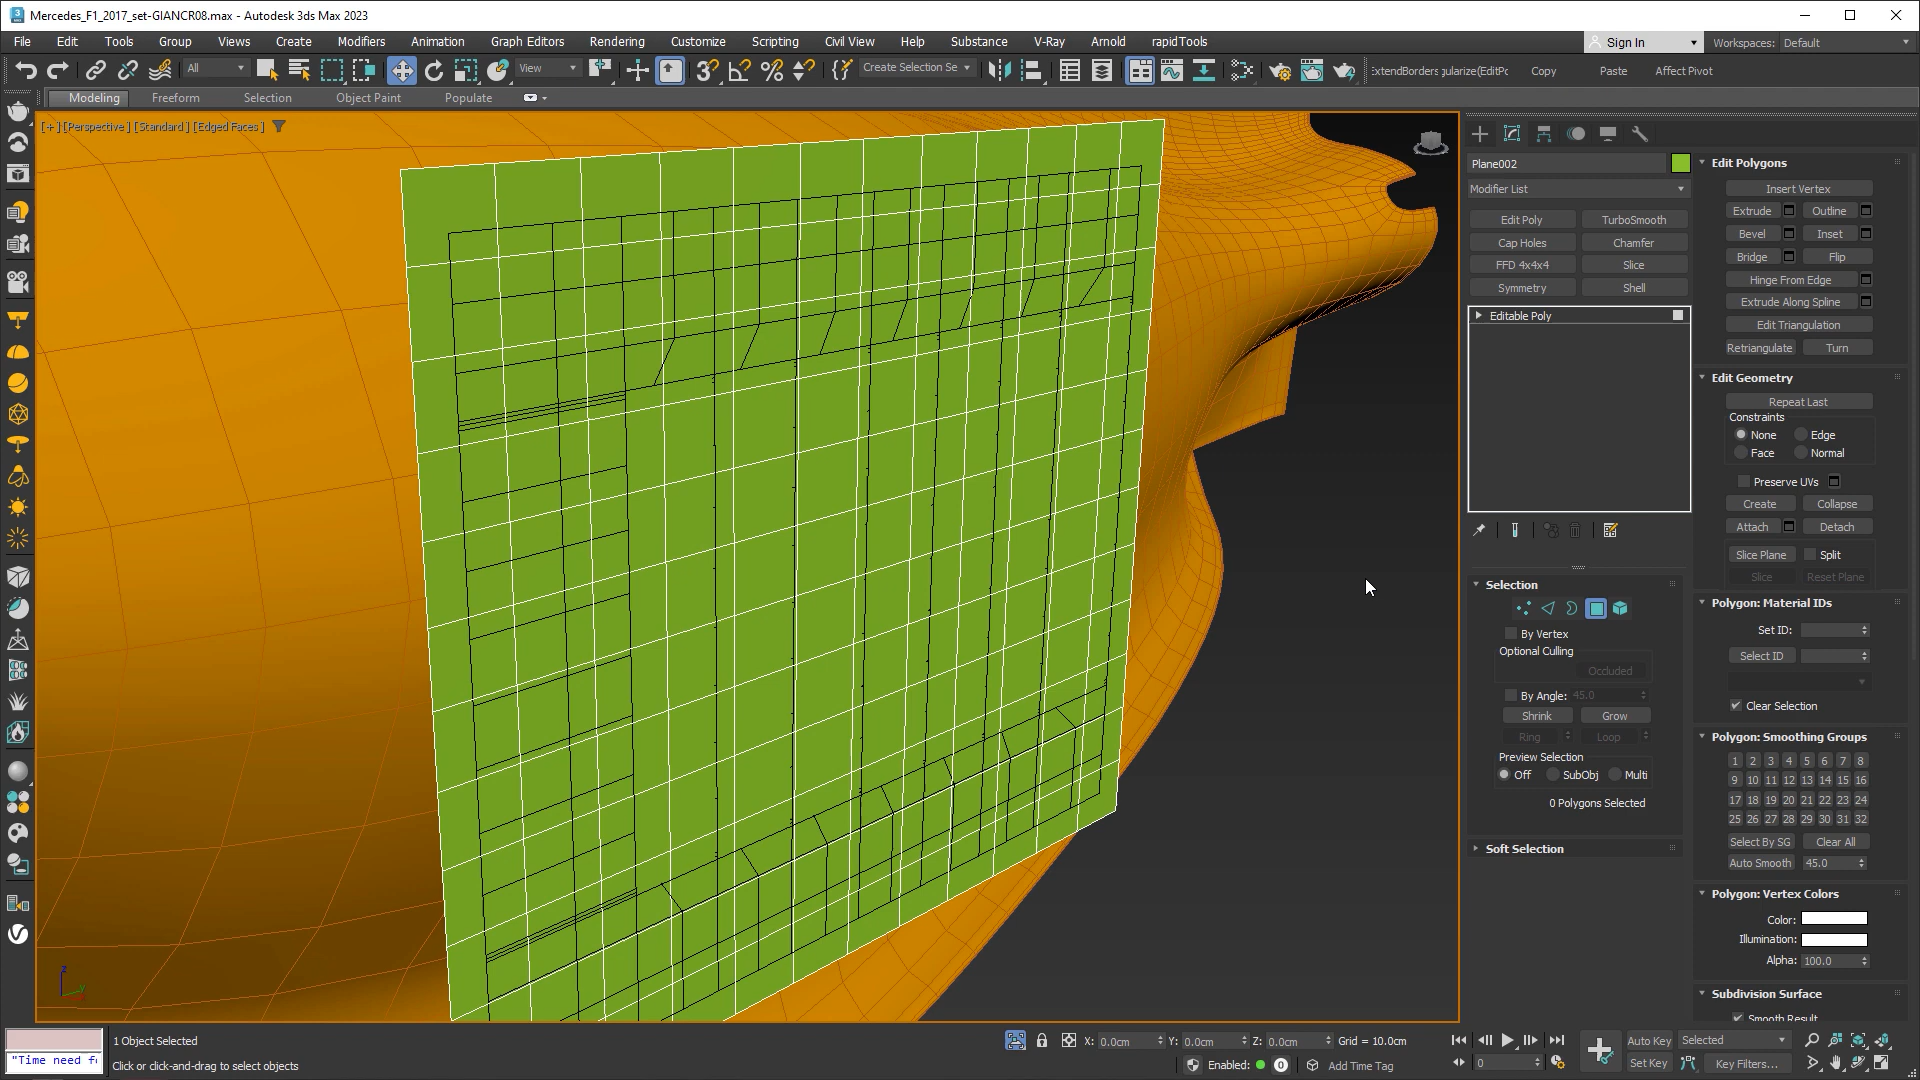 Mercedes_F1_2017_set-GIANCR08.max - Autodesk 3ds Max 2023
File Edit Tools Group Views Create Modifiers Animation Graph Editors Rendering Customize Scripting Civil View Help Substance V-Ray Arnold rapidTools
Sign In Workspaces: Default
All View Create Selection Se ExtendBorders gularize(EditPc Copy Paste Affect Pivot
Modeling Freeform Selection Object Paint Populate
[+][Perspective][Standard][Edged Faces]
Plane002
Modifier List
Edit Poly TurboSmooth
Cap Holes Chamfer
FFD 4x4x4 Slice
Symmetry Shell
Editable Poly
Selection
By Vertex
Optional Culling
Occluded
By Angle: 45.0
Shrink Grow
Ring Loop
Preview Selection
Off SubObj Multi
0 Polygons Selected
Soft Selection
Edit Polygons
Insert Vertex
Extrude Outline
Bevel Inset
Bridge Flip
Hinge From Edge
Extrude Along Spline
Edit Triangulation
Retriangulate Turn
Edit Geometry
Repeat Last
Constraints
None Edge
Face Normal
Preserve UVs
Create Collapse
Attach Detach
Slice Plane Split
Slice Reset Plane
Polygon: Material IDs
Set ID:
Select ID
Clear Selection
Polygon: Smoothing Groups
1 2 3 4 5 6 7 8
9 10 11 12 13 14 15 16
17 18 19 20 21 22 23 24
25 26 27 28 29 30 31 32
Select By SG Clear All
Auto Smooth 45.0
Polygon: Vertex Colors
Color:
Illumination:
Alpha: 100.0
Subdivision Surface
Smooth Result
z
y
"Time need f
1 Object Selected
Click or click-and-drag to select objects
X: 0.0cm Y: 0.0cm Z: 0.0cm Grid = 10.0cm
Enabled: 0 Add Time Tag
0
Auto Key Selected
Set Key Key Filters...